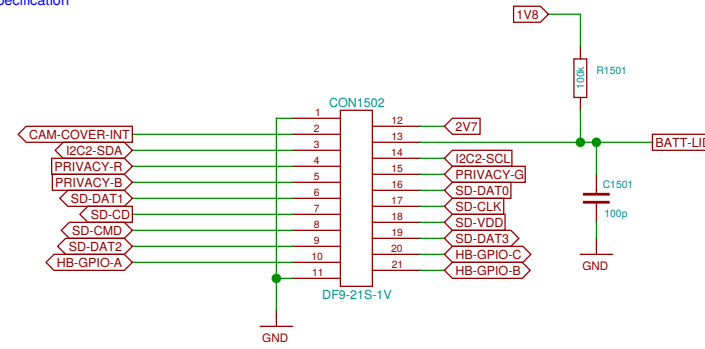 pecification
1V8
100k
R1501
CON1502
1
12
2V7
CAM-COVER-INT
2
13
BATT-LID
I2C2-SDA
3
14
I2C2-SCL
PRIVACY-R
4
15
PRIVACY-G
PRIVACY-B
5
16
SD-DAT0
SD-DAT1
6
17
SD-CLK
SD-CD
7
18
SD-VDD
SD-CMD
8
19
SD-DAT3
SD-DAT2
9
20
HB-GPIO-C
HB-GPIO-A
10
21
HB-GPIO-B
11
C1501
100p
DF9-21S-1V
GND
GND